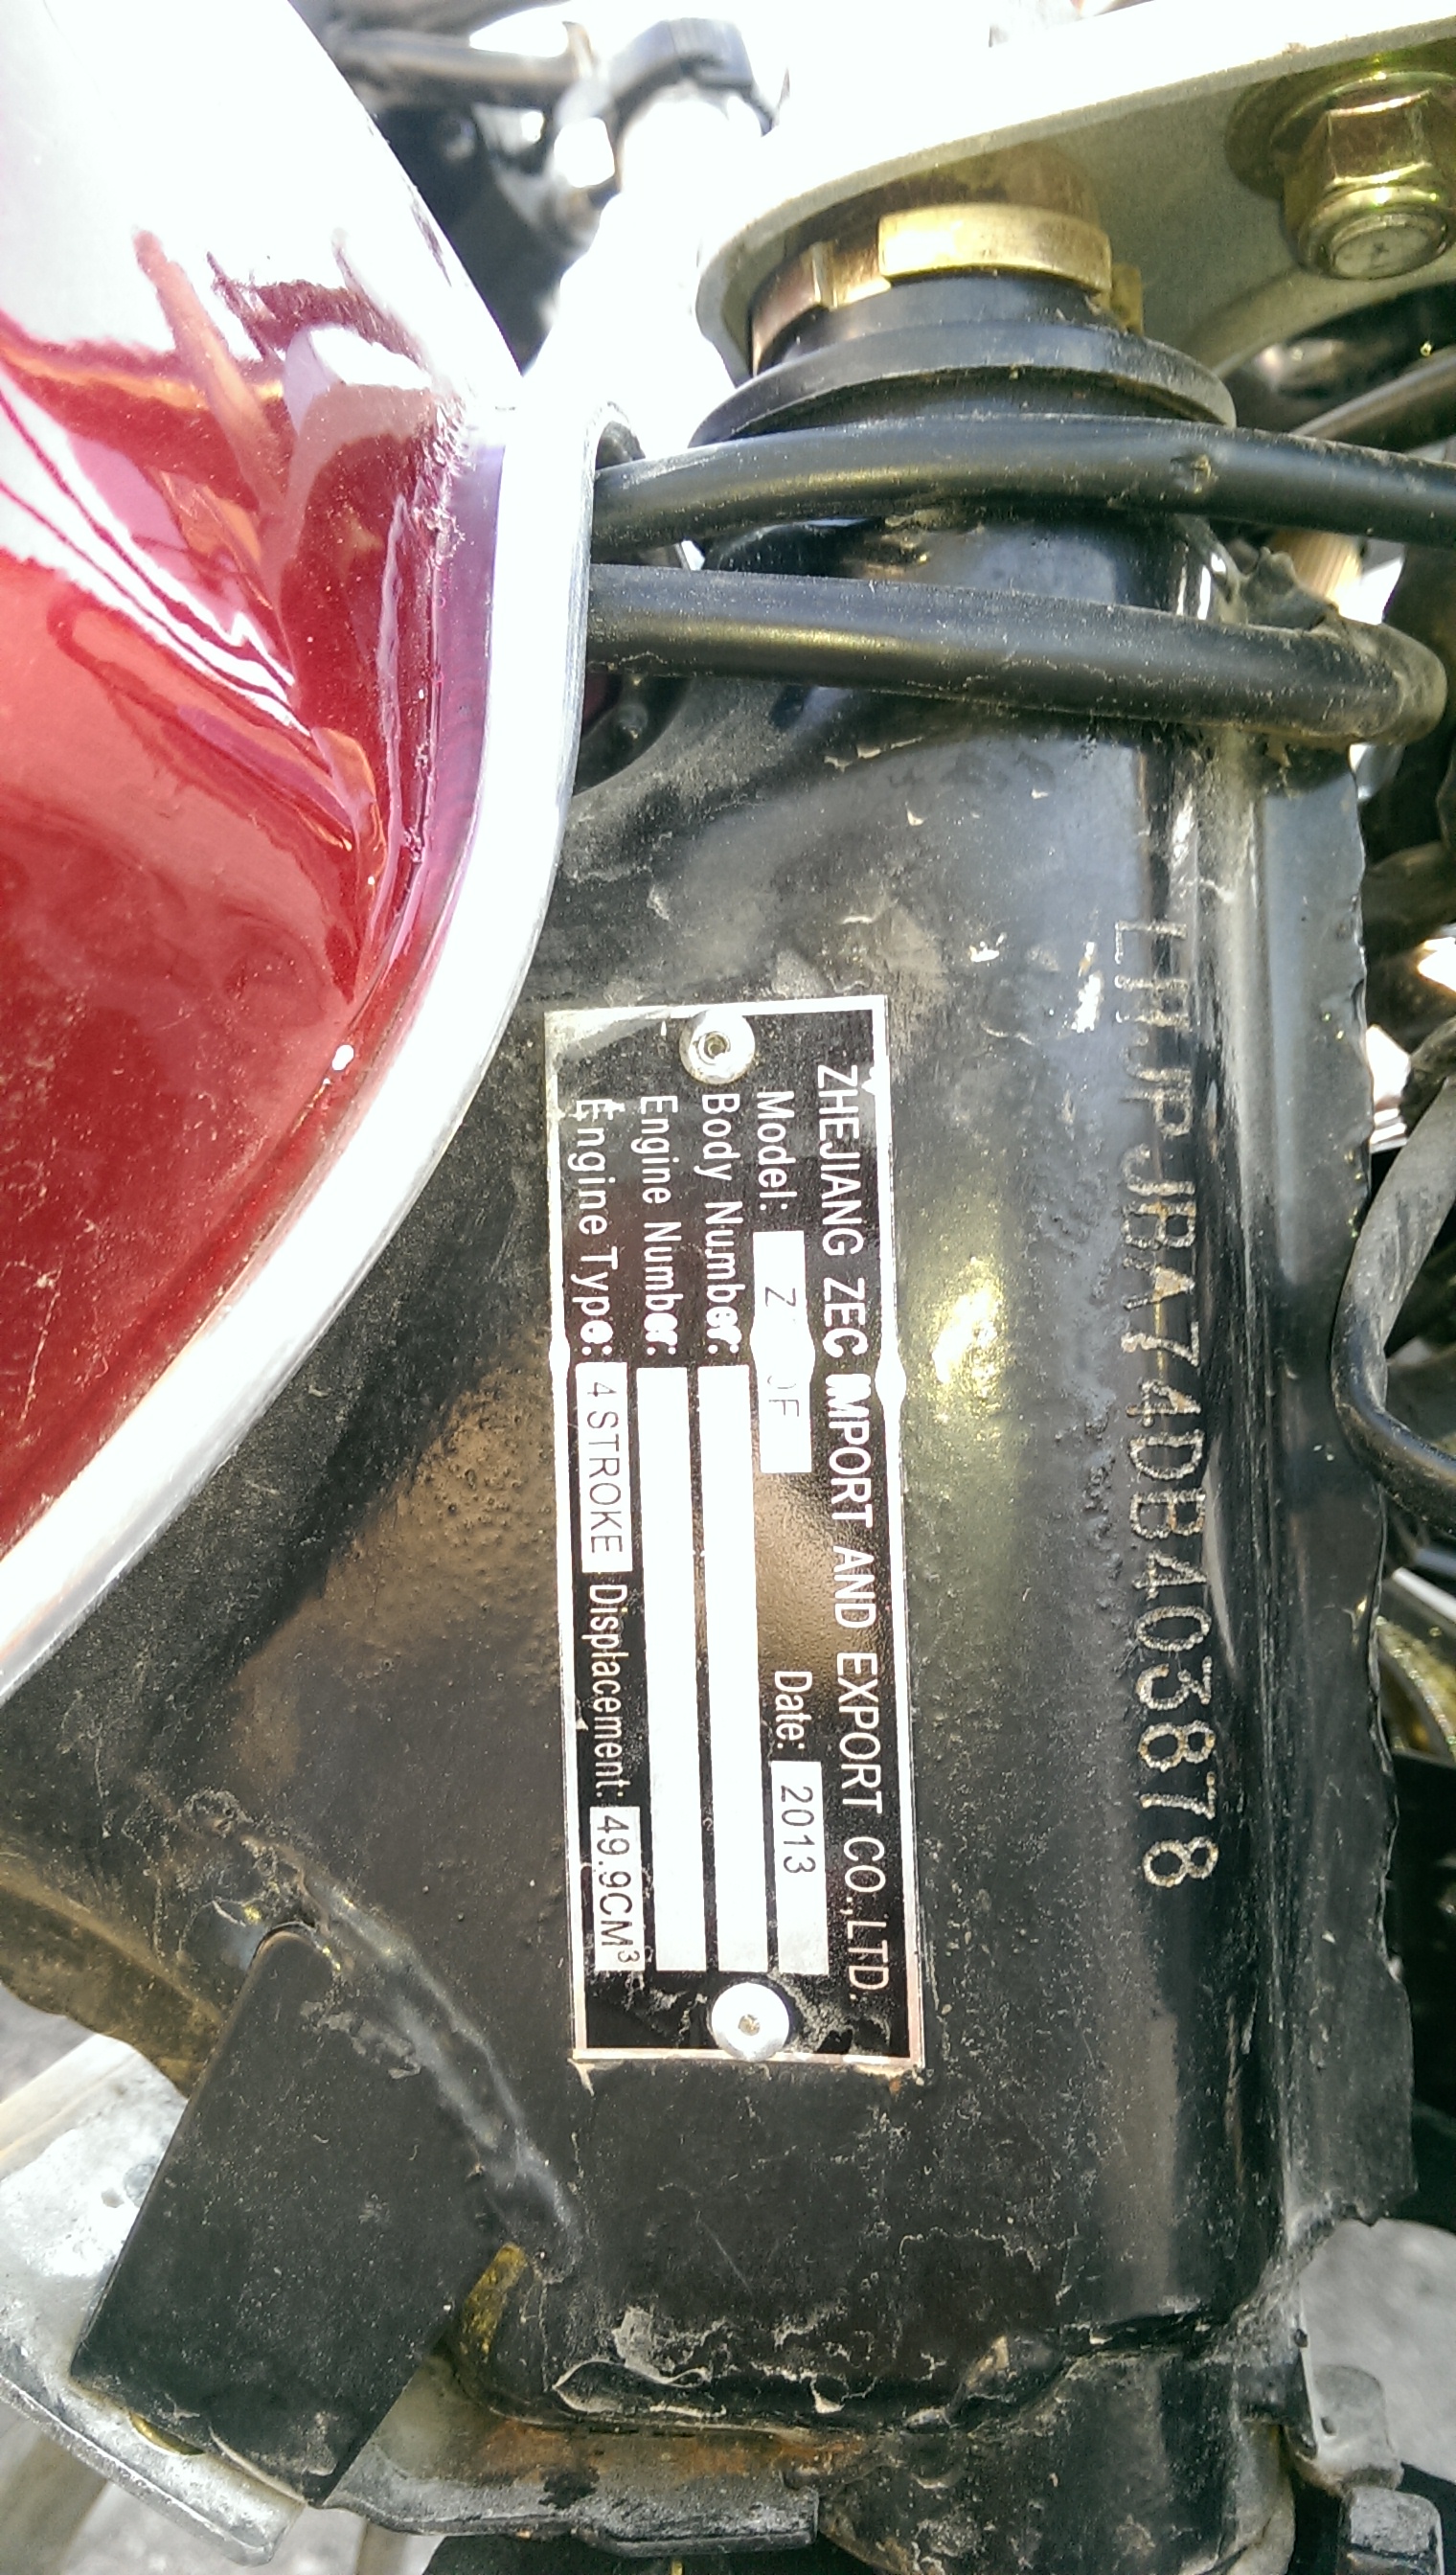 LHJPJBA74DB403878
ZHEJIANG ZEC IMPORT AND EXPORT CO.,LTD.
Model: Date: 2013
Body Number:
Engine Number:
Engine Type: 4 STROKE Displacement: 49.9CM³